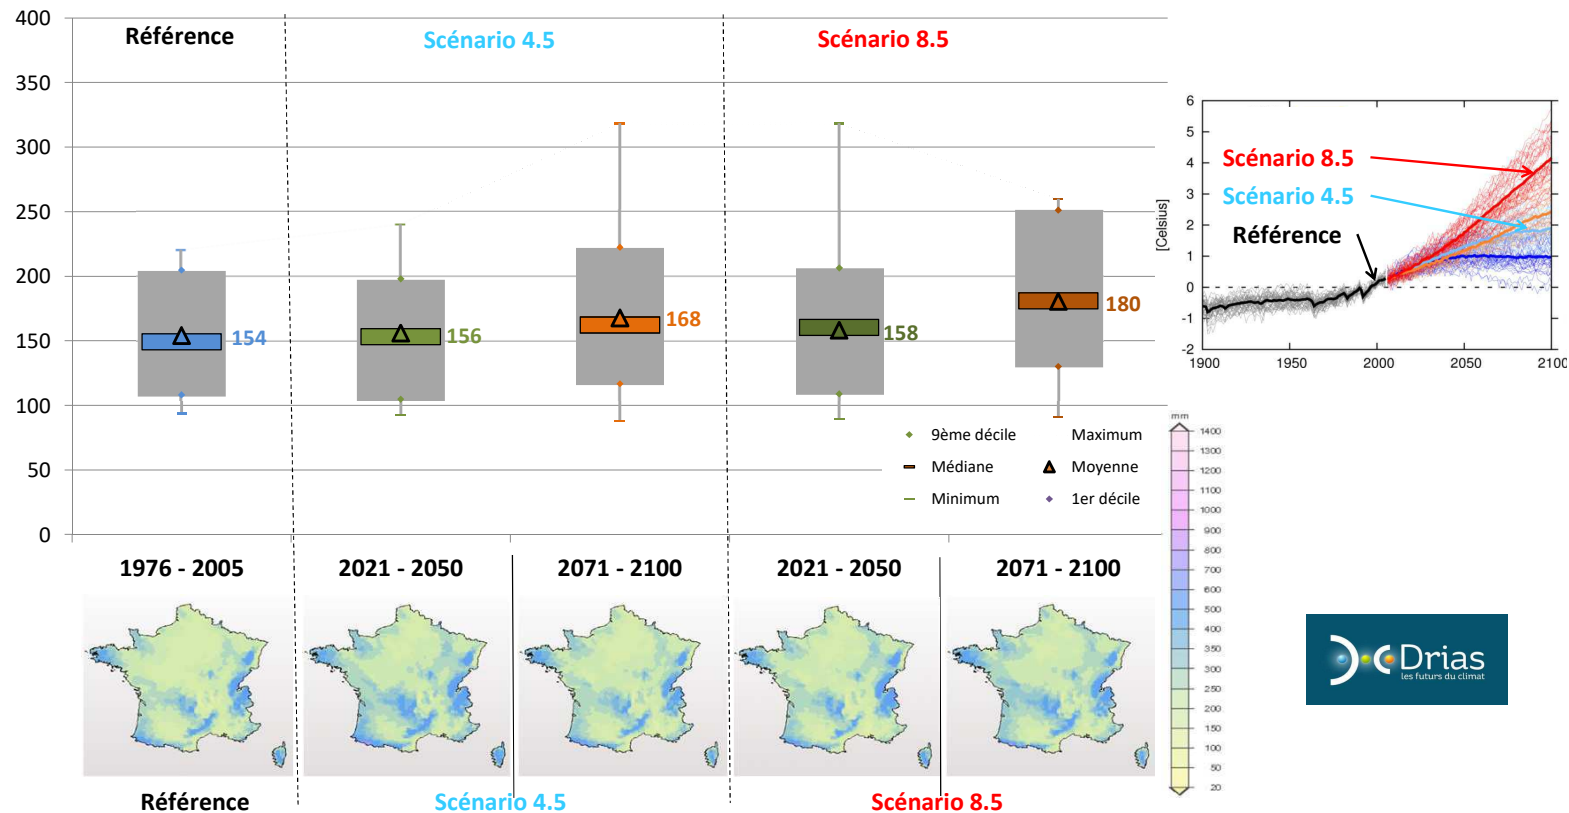 400
350
300
250
200
150
100
50
0
Référence
Scénario 4.5
Scénario 8.5
154
156
168
158
180
9ème décile
Maximum
Médiane
Moyenne
Minimum
1er décile
1976 - 2005
2021 - 2050
2071 - 2100
2021 - 2050
2071 - 2100
Référence
Scénario 4.5
Scénario 8.5
[Celsius]
6
5
4
3
2
1
0
-1
-2
1900
1950
2000
2050
2100
Scénario 8.5
Scénario 4.5
Référence
mm
1400
1300
1200
1100
1000
900
800
700
600
500
400
350
300
250
200
150
100
50
20
Drias
les futurs du climat